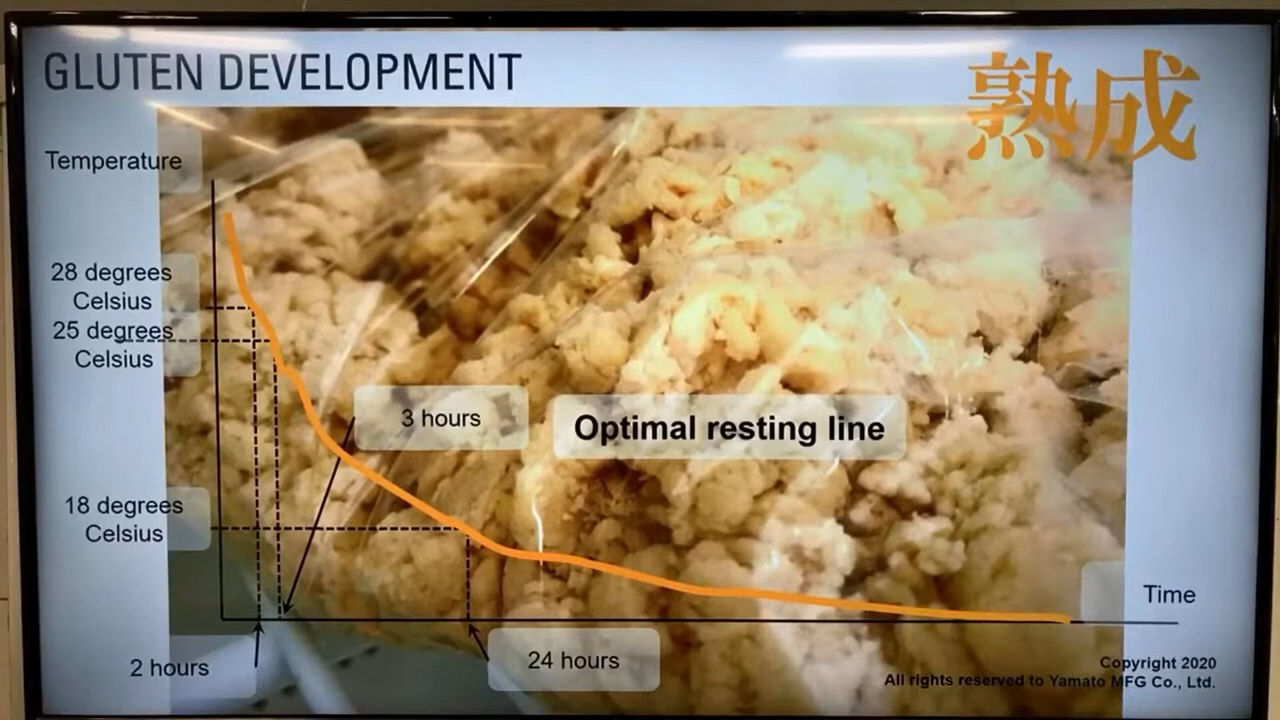 GLUTEN DEVELOPMENT
熟成
Temperature
28 degrees
Celsius
25 degrees
Celsius
3 hours
Optimal resting line
18 degrees
Celsius
Time
2 hours
24 hours
Copyright 2020
All rights reserved to Yamato MFG Co., Ltd.